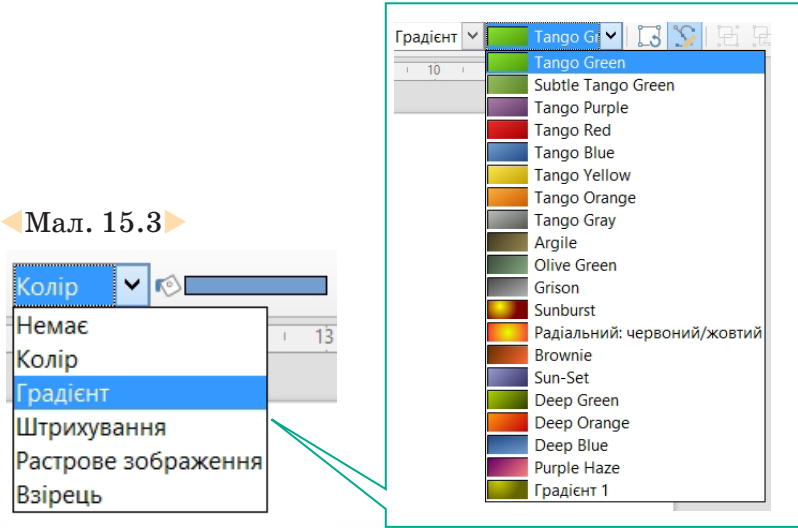 Мал. 15.3
Колір
Немає
13
Колір
Градієнт
Штрихування
Растрове зображення
Взірець
Градієнт Tango Gr
10
Tango Green
Subtle Tango Green
Tango Purple
Tango Red
Tango Blue
Tango Yellow
Tango Orange
Tango Gray
Argile
Olive Green
Grison
Sunburst
Радіальний: червоний/жовтий
Brownie
Sun-Set
Deep Green
Deep Orange
Deep Blue
Purple Haze
Градієнт 1